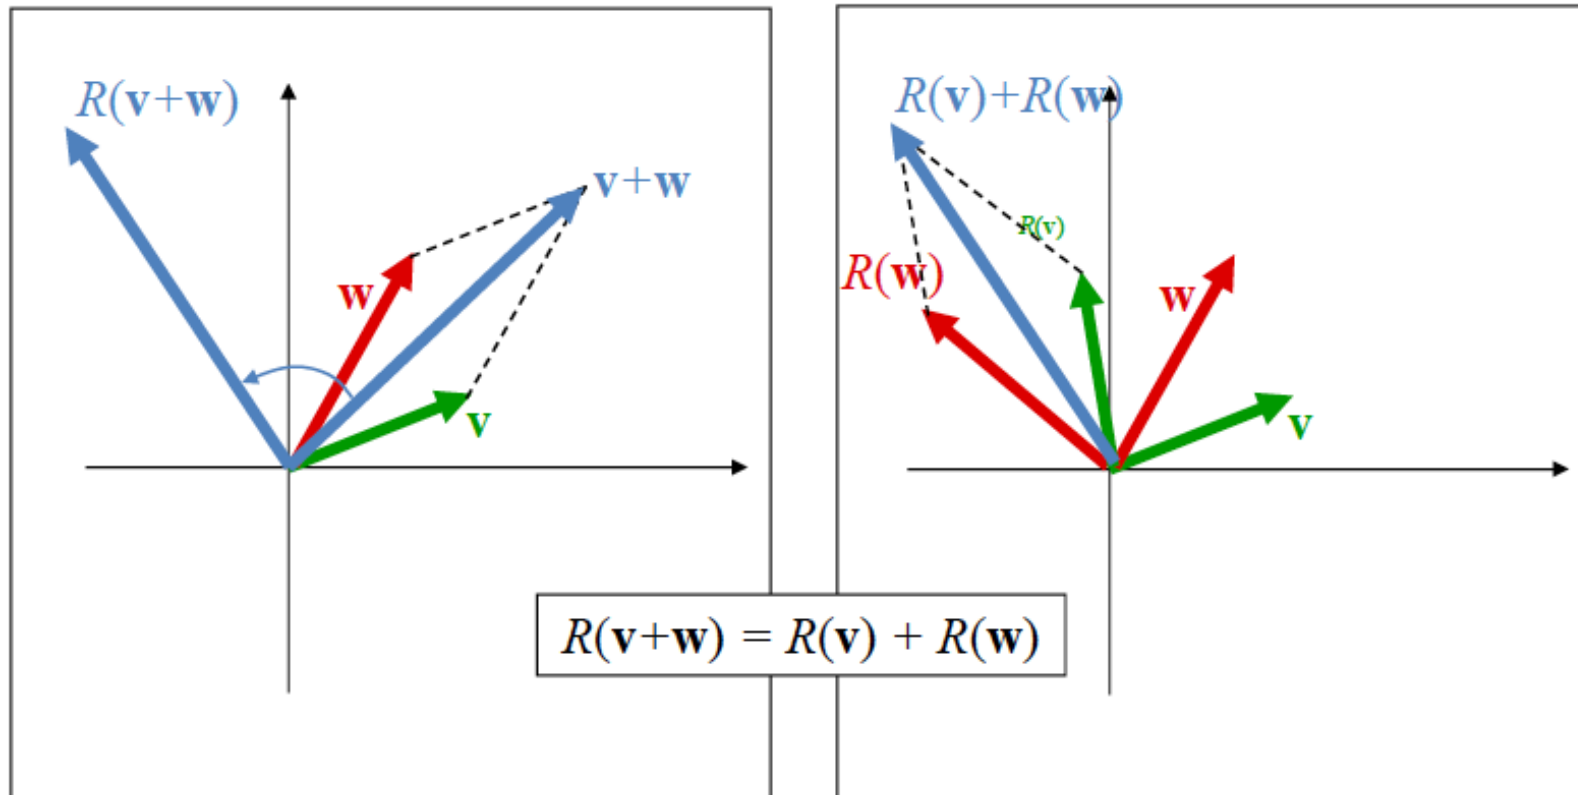 R(v+w)
v+w
w
v
R(v)+R(w)
R(v)
R(w)
w
v
R(v+w) = R(v) + R(w)